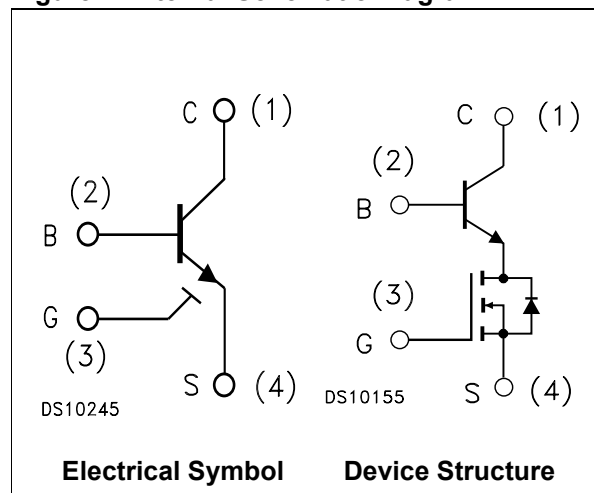 C (1)
(2)
B
G
(3)
S (4)
DS10245
C (1)
(2)
B
(3)
G
S (4)
DS10155
Electrical Symbol
Device Structure